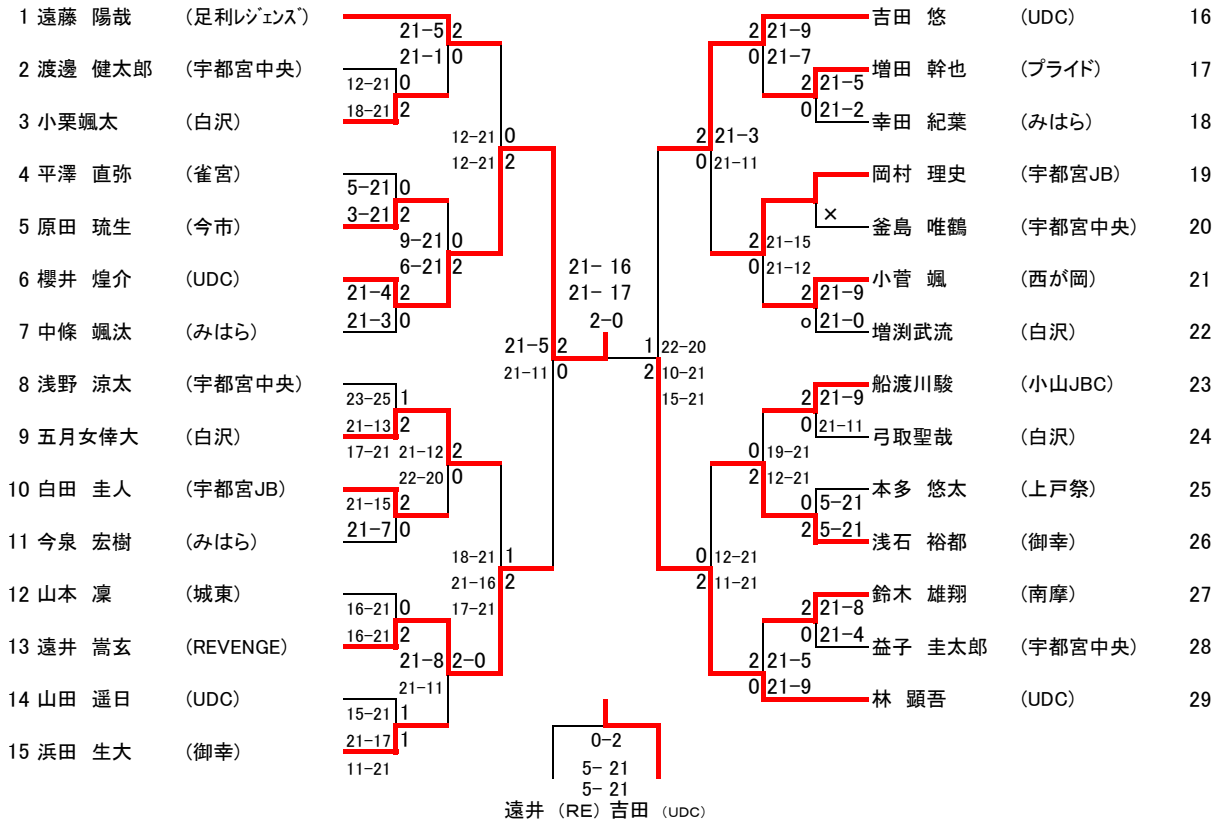 1 遠藤 陽哉 (足利ﾚｼﾞｪﾝｽﾞ) 吉田 悠 (UDC) 16
21-5 2 2 21-9
21-1 0 0 21-7
2 渡邊 健太郎 (宇都宮中央) 増田 幹也 (プライド) 17
12-21 0 2 21-5
18-21 2 0 21-2
3 小栗颯太 (白沢) 幸田 紀葉 (みはら) 18
12-21 0 2 21-3
12-21 2 0 21-11
4 平澤 直弥 (雀宮) 岡村 理史 (宇都宮JB) 19
5-21 0
3-21 2 ×
5 原田 琉生 (今市) 釜島 唯鶴 (宇都宮中央) 20
9-21 0 2 21-15
6-21 2 21- 16 0 21-12
6 櫻井 煌介 (UDC) 小菅 颯 (西が岡) 21
21-4 2 21- 17 2 21-9
21-3 0 2-0 o 21-0
7 中條 颯汰 (みはら) 増渕武流 (白沢) 22
21-5 2 1 22-20
21-11 0 2 10-21
15-21
8 浅野 涼太 (宇都宮中央) 船渡川駿 (小山JBC) 23
23-25 1 2 21-9
21-13 2 0 21-11
9 五月女倖大 (白沢) 弓取聖哉 (白沢) 24
17-21 21-12 2 0 19-21
22-20 0 2 12-21
10 白田 圭人 (宇都宮JB) 本多 悠太 (上戸祭) 25
21-15 2 0 5-21
21-7 0 2 5-21
11 今泉 宏樹 (みはら) 浅石 裕都 (御幸) 26
18-21 1 0 12-21
21-16 2 2 11-21
12 山本 凜 (城東) 鈴木 雄翔 (南摩) 27
16-21 0 17-21 2 21-8
16-21 2 0 21-4
13 遠井 嵩玄 (REVENGE) 益子 圭太郎 (宇都宮中央) 28
21-8 2-0 2 21-5
21-11 0 21-9
14 山田 遥日 (UDC) 林 顕吾 (UDC) 29
15-21 1
21-17 1 0-2
15 浜田 生大 (御幸)
11-21 5- 21
5- 21
遠井 (RE) 吉田 (UDC)